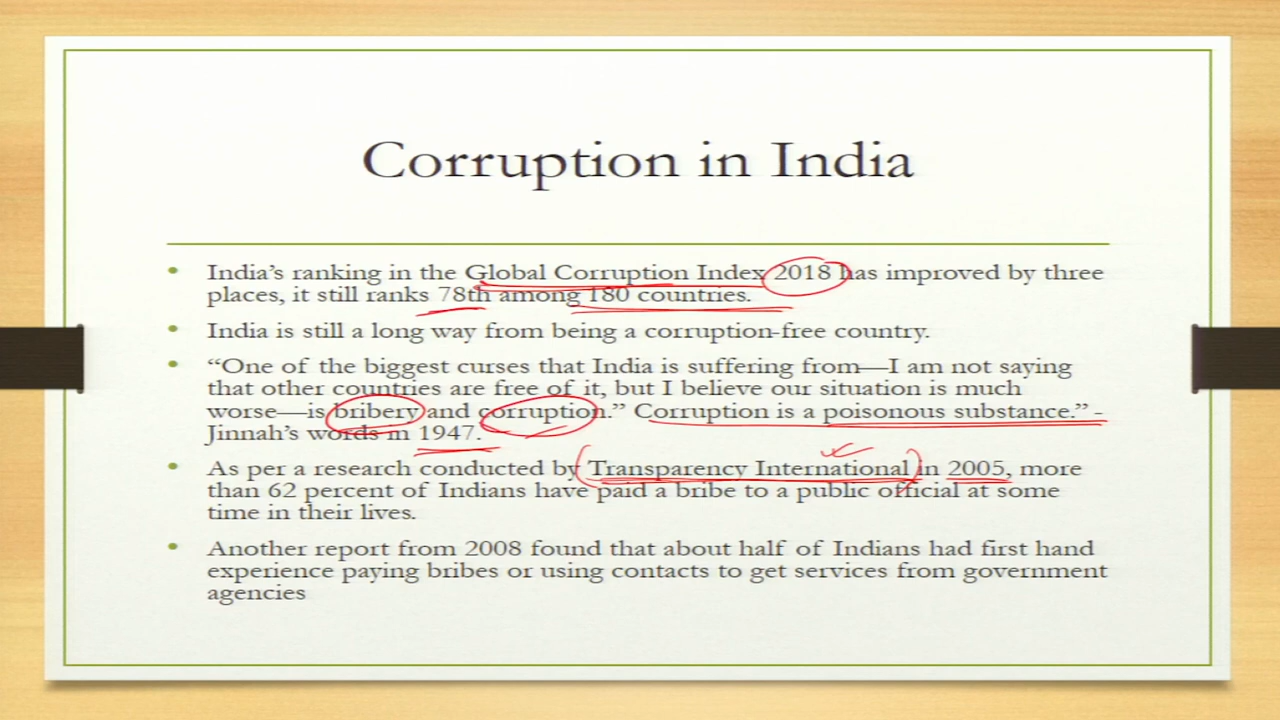 Corruption in India
• India's ranking in the Global Corruption Index 2018 has improved by three
places, it still ranks 78th among 180 countries.
• India is still a long way from being a corruption-free country.
• “One of the biggest curses that India is suffering from—I am not saying
that other countries are free of it, but I believe our situation is much
worse—is bribery and corruption.” Corruption is a poisonous substance.” -
Jinnah's words in 1947.
• As per a research conducted by Transparency International in 2005, more
than 62 percent of Indians have paid a bribe to a public official at some
time in their lives.
• Another report from 2008 found that about half of Indians had first hand
experience paying bribes or using contacts to get services from government
agencies